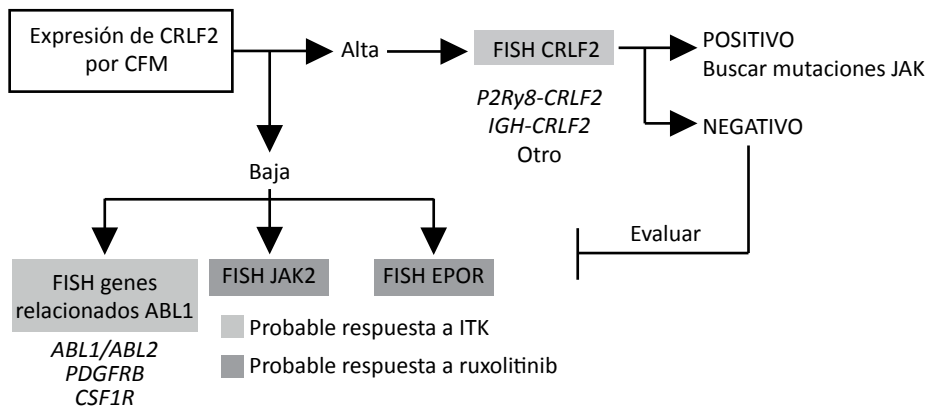 Expresión de CRLF2
por CFM
Alta
FISH CRLF2
P2Ry8-CRLF2
IGH-CRLF2
Otro
POSITIVO
Buscar mutaciones JAK
NEGATIVO
Evaluar
Baja
FISH genes
relacionados ABL1
ABL1/ABL2
PDGFRB
CSF1R
FISH JAK2
FISH EPOR
Probable respuesta a ITK
Probable respuesta a ruxolitinib